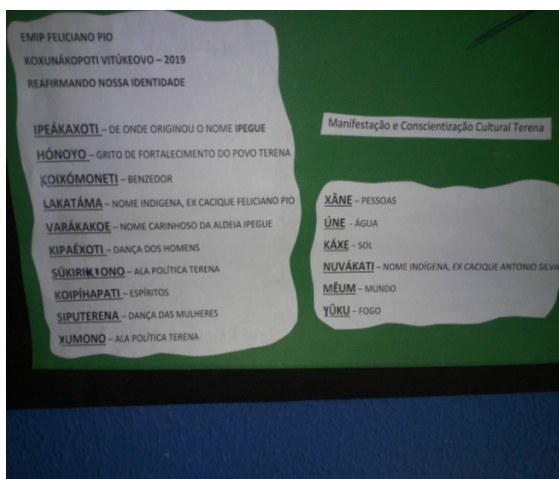 EMIP FELICIANO PIO
KOXUNÁKOPOTI VITÚKEOVO – 2019
REAFIRMANDO NOSSA IDENTIDADE
IPEÁKAXOTI – DE ONDE ORIGINOU O NOME IPEGUE
HÓNOYO – GRITO DE FORTALECIMENTO DO POVO TERENA
KOIXÓMONETI – BENZEDOR
LAKATÁMA – NOME INDIGENA, EX CACIQUE FELICIANO PIO
VARÁKAKOE – NOME CARINHOSO DA ALDEIA IPEGUE
KIPAÉXOTI – DANÇA DOS HOMENS
SÚKIRIKIONO – ALA POLÍTICA TERENA
KOIPÍHAPATI – ESPÍRITOS
SIPUTERENA – DANÇA DAS MULHERES
XUMONO – ALA POLÍTICA TERENA
Manifestação e Conscientização Cultural Terena
XÂNE – PESSOAS
ÚNE - ÁGUA
KÁXE – SOL
NUVÁKATI – NOME INDÍGENA, EX CACIQUE ANTONIO SILVA
MÊUM – MUNDO
YÛKU – FOGO